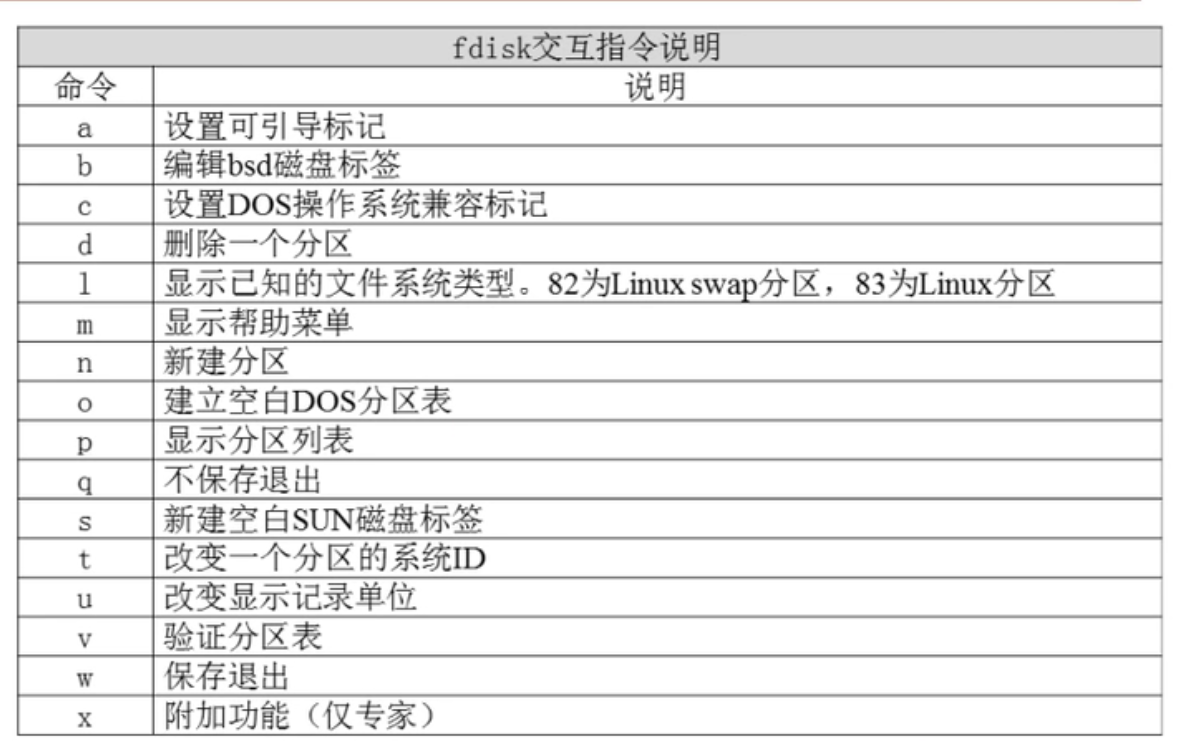 fdisk交互指令说明
命令 说明
a 设置可引导标记
b 编辑bsd磁盘标签
c 设置DOS操作系统兼容标记
d 删除一个分区
l 显示已知的文件系统类型。82为Linux swap分区，83为Linux分区
m 显示帮助菜单
n 新建分区
o 建立空白DOS分区表
p 显示分区列表
q 不保存退出
s 新建空白SUN磁盘标签
t 改变一个分区的系统ID
u 改变显示记录单位
v 验证分区表
w 保存退出
x 附加功能（仅专家）